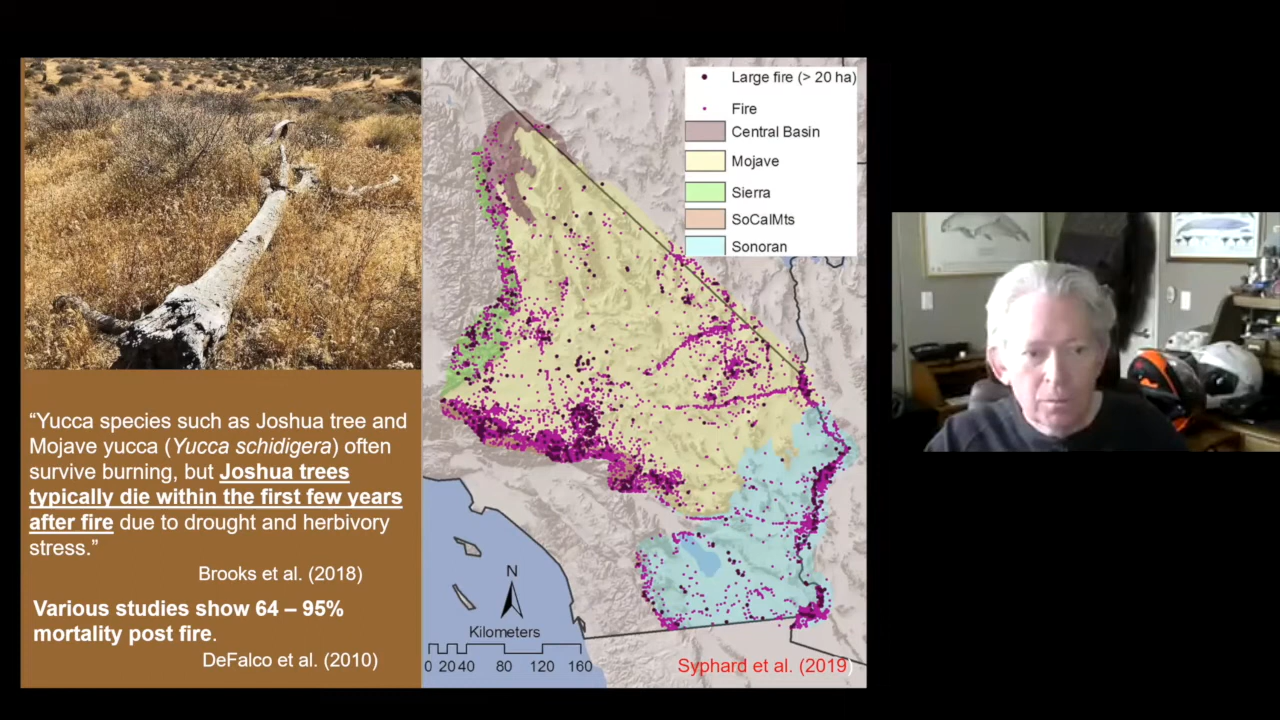 Large fire (> 20 ha)
Fire
Central Basin
Mojave
Sierra
SoCalMts
Sonoran
“Yucca species such as Joshua tree and
Mojave yucca (Yucca schidigera) often
survive burning, but Joshua trees
typically die within the first few years
after fire due to drought and herbivory
stress.”
Brooks et al. (2018)
Various studies show 64 – 95%
mortality post fire.
DeFalco et al. (2010)
N
Kilometers
0 20 40 80 120 160
Syphard et al. (2019)